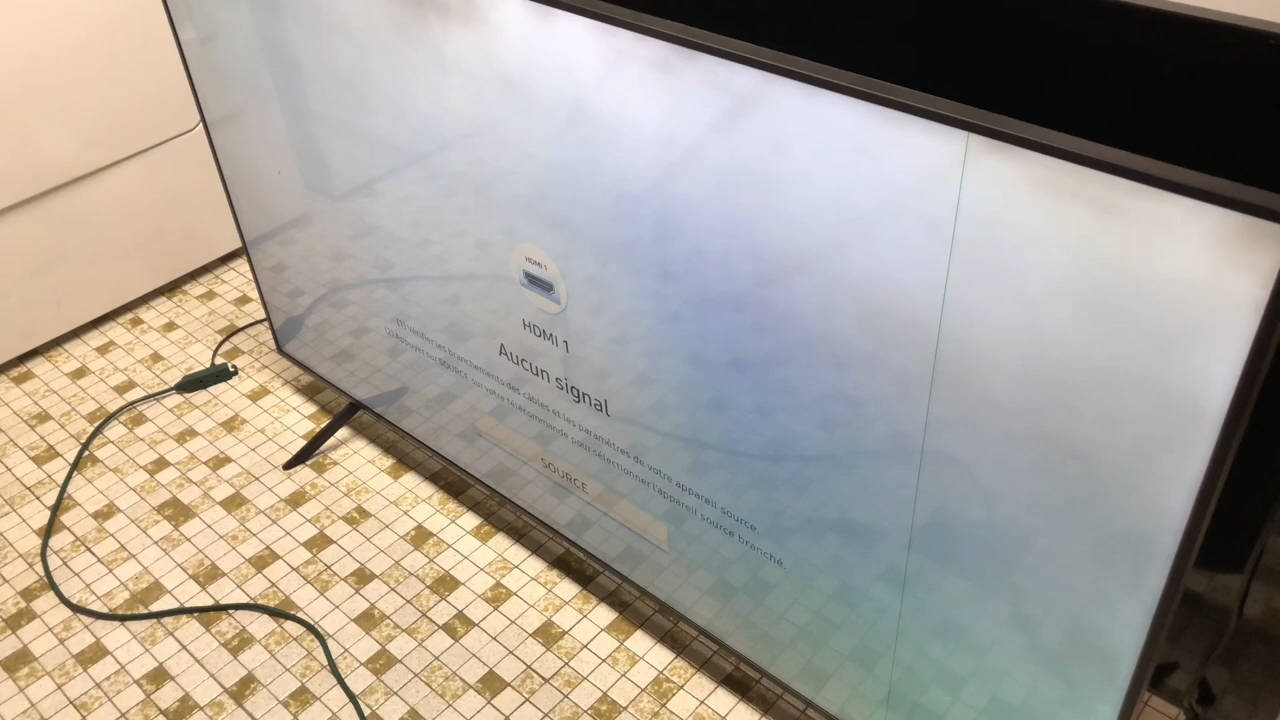 HDMI 1
HDMI 1
Aucun signal
(1) Vérifier les branchements des câbles et les paramètres de votre appareil source.
(2) Appuyer sur SOURCE sur votre télécommande pour sélectionner l'appareil source branché.
SOURCE